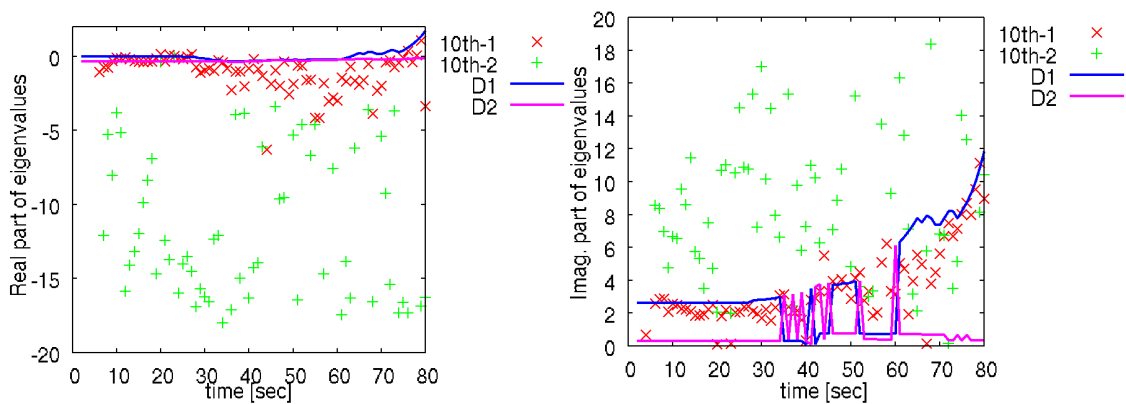 Real part of eigenvalues
0
-5
-10
-15
-20
0 10 20 30 40 50 60 70 80
time [sec]
10th-1
10th-2
D1
D2
Imag. part of eigenvalues
20
18
16
14
12
10
8
6
4
2
0
0 10 20 30 40 50 60 70 80
time [sec]
10th-1
10th-2
D1
D2